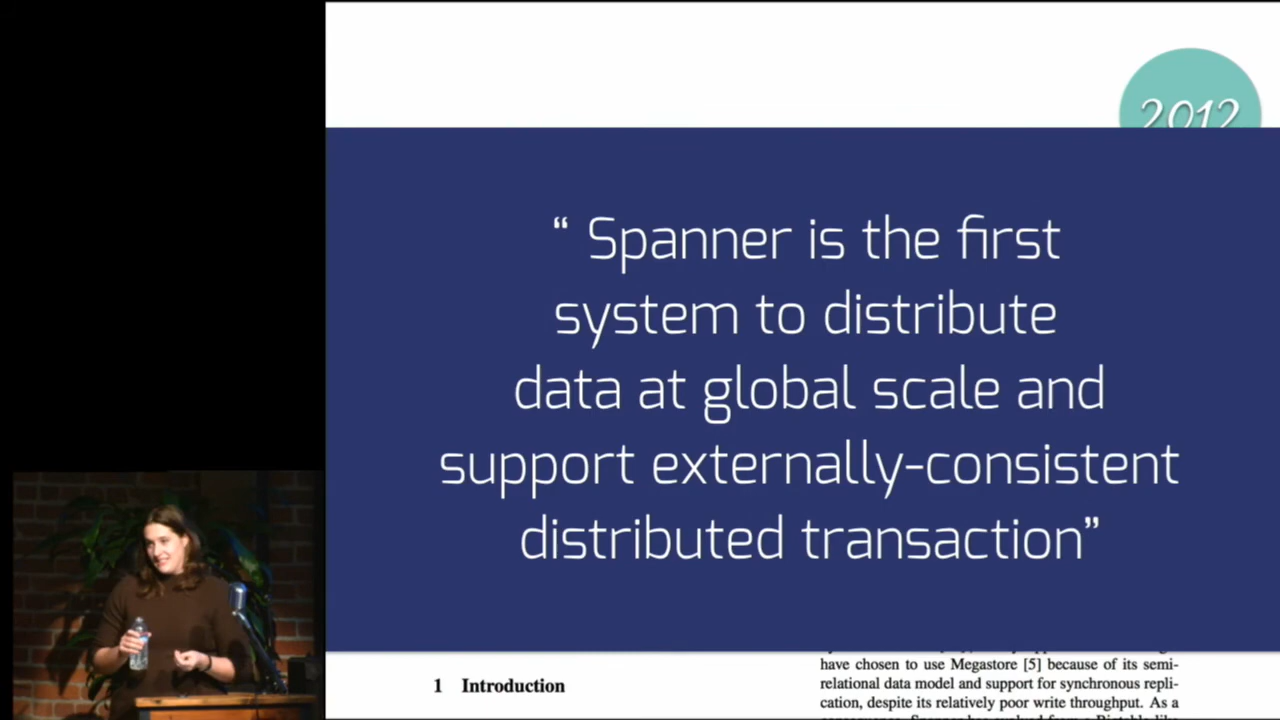 2012
“ Spanner is the first
system to distribute
data at global scale and
support externally-consistent
distributed transaction”
1 Introduction
have chosen to use Megastore [5] because of its semi-
relational data model and support for synchronous repli-
cation, despite its relatively poor write throughput. As a